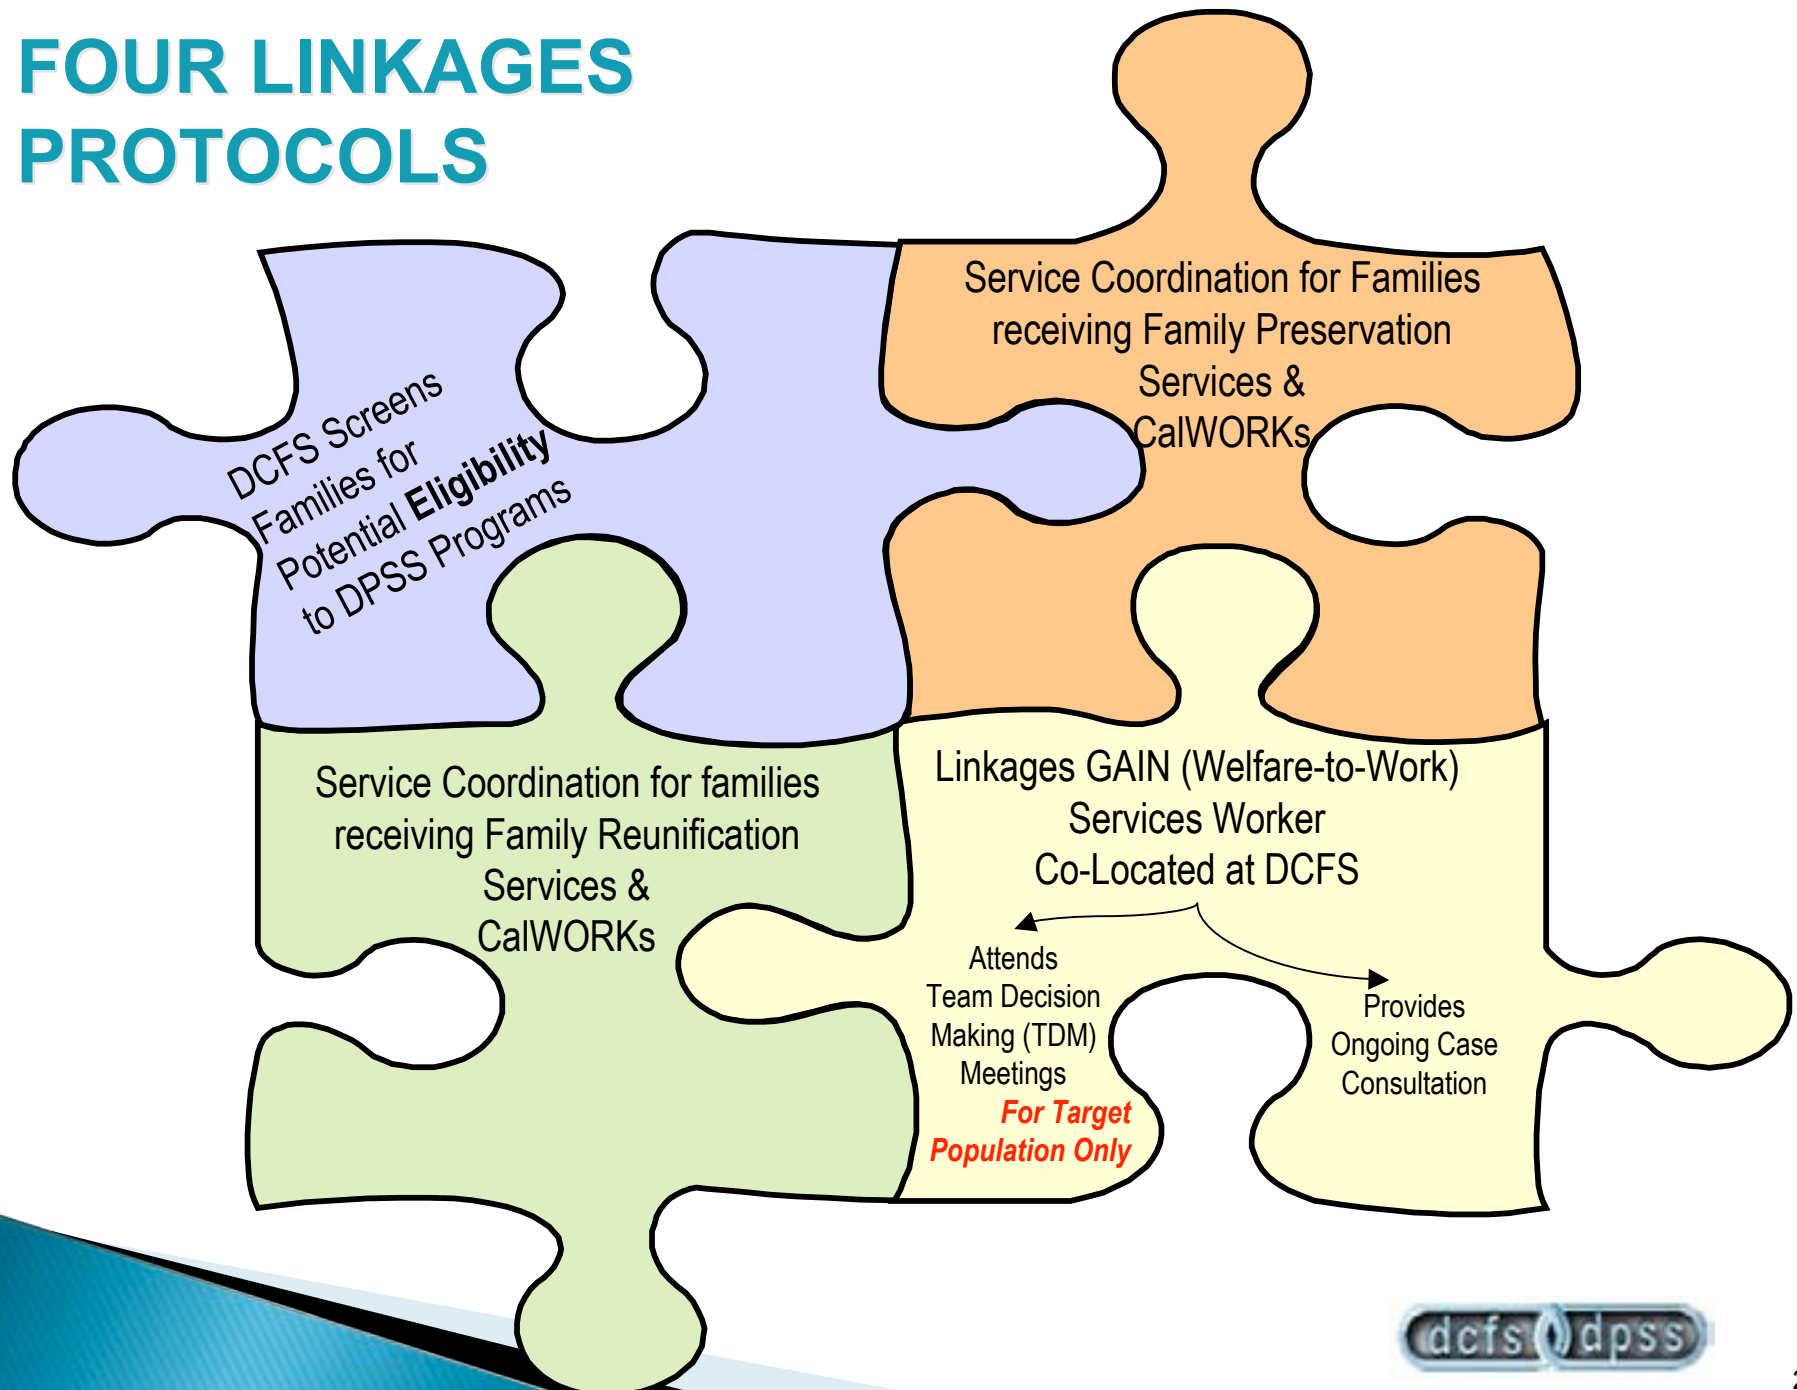 FOUR LINKAGES
PROTOCOLS
DCFS Screens
Families for
Potential Eligibility
to DPSS Programs
Service Coordination for Families
receiving Family Preservation
Services &
CalWORKs
Service Coordination for families
receiving Family Reunification
Services &
CalWORKs
Linkages GAIN (Welfare-to-Work)
Services Worker
Co-Located at DCFS
Attends
Team Decision
Making (TDM)
Meetings
For Target
Population Only
Provides
Ongoing Case
Consultation
dcfs dpss